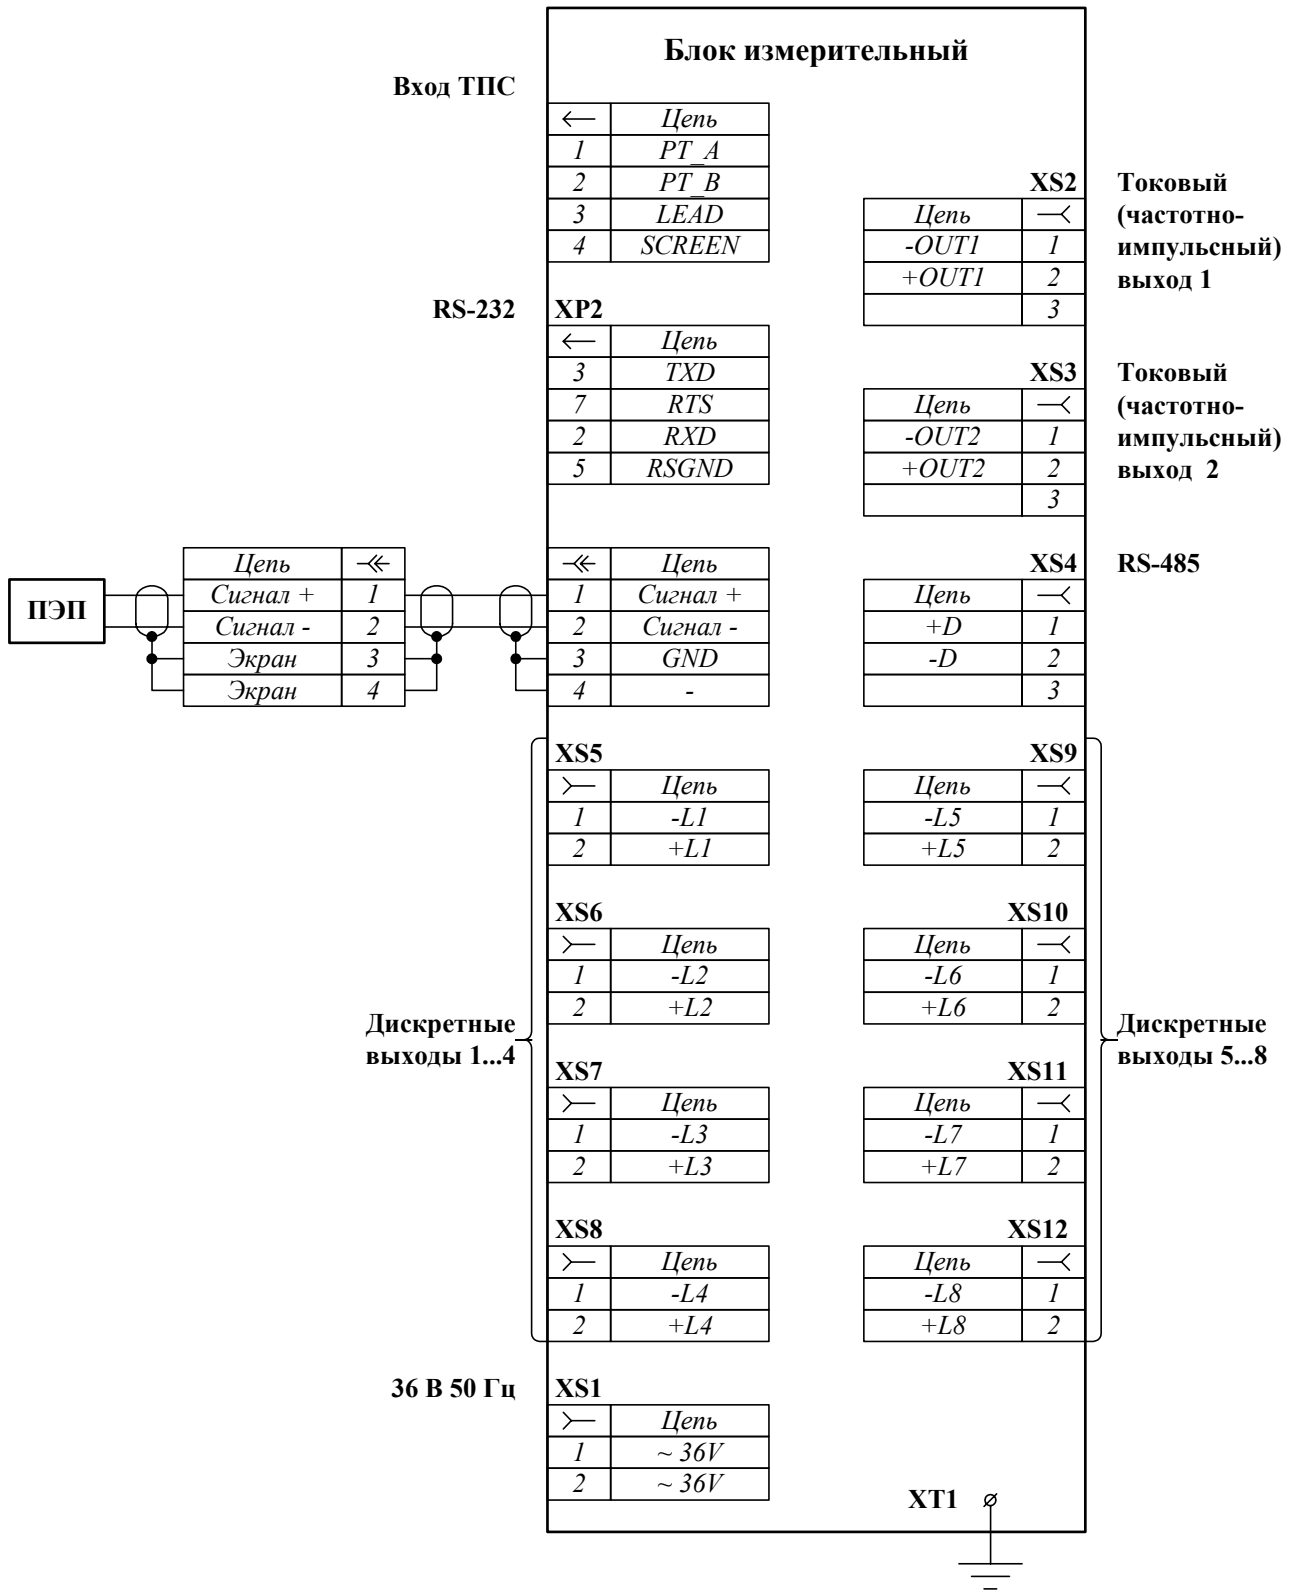 Блок измерительный
Вход ТПС
Цепь
1 PT_A
2 PT_B
3 LEAD
4 SCREEN
XS2
Цепь
-OUT1 1
+OUT1 2
3
Токовый
(частотно-
импульсный)
выход 1
RS-232
XP2
Цепь
3 TXD
7 RTS
2 RXD
5 RSGND
XS3
Цепь
-OUT2 1
+OUT2 2
3
Токовый
(частотно-
импульсный)
выход 2
ПЭП
Цепь
Сигнал + 1
Сигнал - 2
Экран 3
Экран 4
Цепь
1 Сигнал +
2 Сигнал -
3 GND
4 -
XS4
RS-485
Цепь
+D 1
-D 2
3
Дискретные
выходы 1...4
XS5
Цепь
1 -L1
2 +L1
XS6
Цепь
1 -L2
2 +L2
XS7
Цепь
1 -L3
2 +L3
XS8
Цепь
1 -L4
2 +L4
XS9
Цепь
-L5 1
+L5 2
XS10
Цепь
-L6 1
+L6 2
XS11
Цепь
-L7 1
+L7 2
XS12
Цепь
-L8 1
+L8 2
Дискретные
выходы 5...8
36 В 50 Гц
XS1
Цепь
1 ~ 36V
2 ~ 36V
XT1